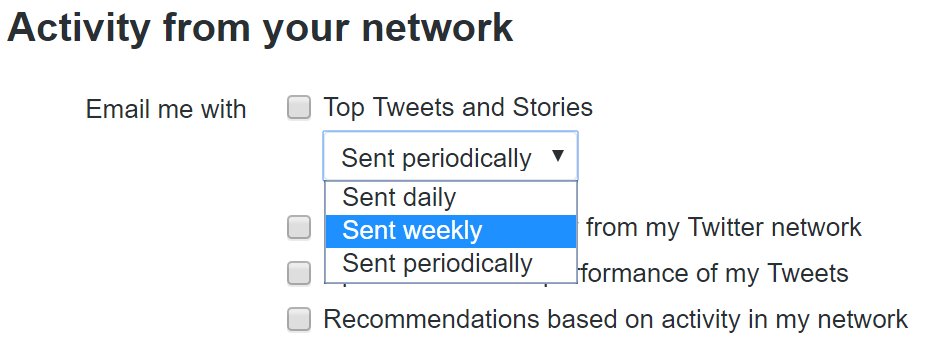 Activity from your network
Email me with Top Tweets and Stories
Sent periodically
Sent daily
Sent weekly
from my Twitter network
Sent periodically
formance of my Tweets
Recommendations based on activity in my network